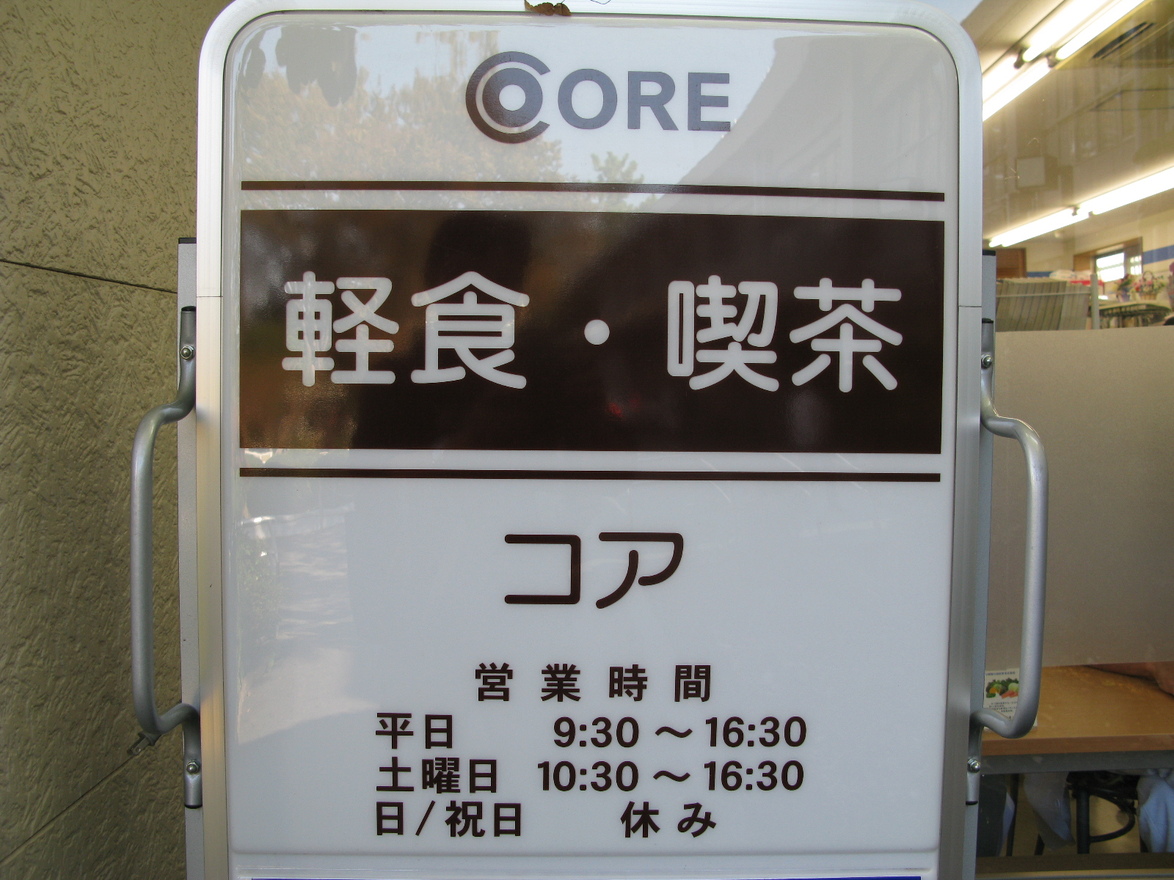 CORE
軽食・喫茶
コア
営業時間
平日 9:30～16:30
土曜日 10:30～16:30
日/祝日 休み